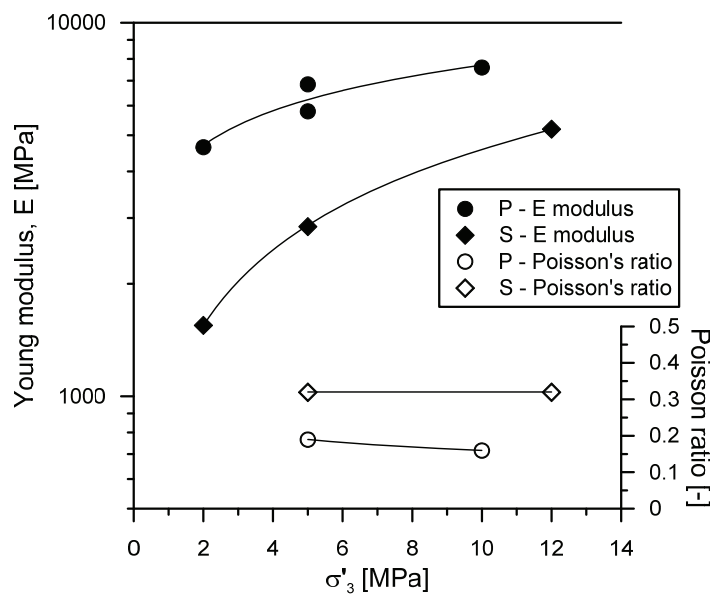 10000
1000
Young modulus, E [MPa]
P - E modulus
S - E modulus
P - Poisson's ratio
S - Poisson's ratio
0.5
0.4
0.3
0.2
0.1
0
Poisson ratio [-]
0 2 4 6 8 10 12 14
σ'3 [MPa]